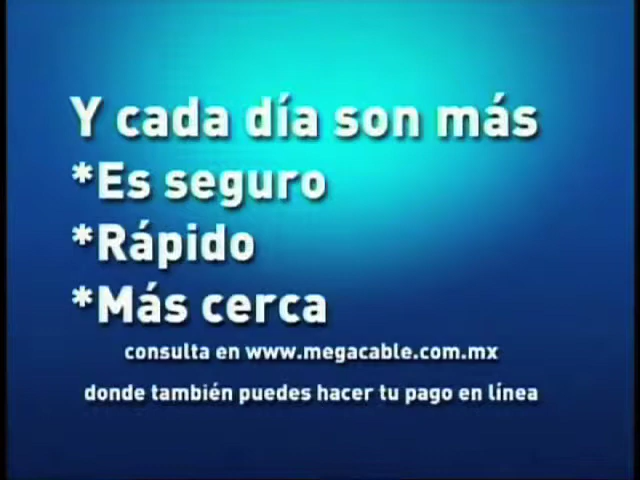 Y cada día son más
*Es seguro
*Rápido
*Más cerca
consulta en www.megacable.com.mx
donde también puedes hacer tu pago en línea